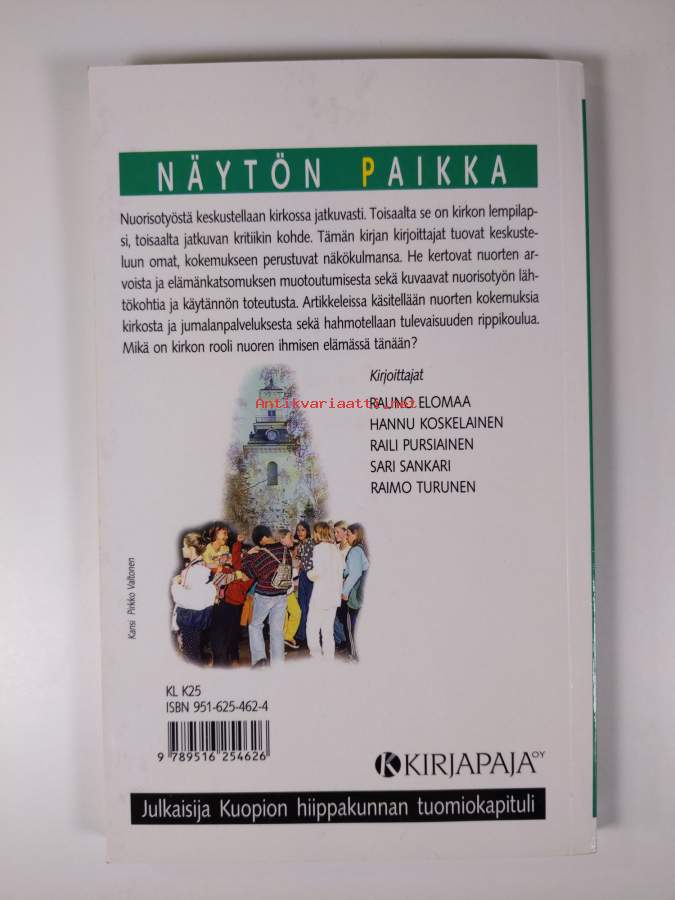 NÄYTÖN PAIKKA
Nuorisotyöstä keskustellaan kirkossa jatkuvasti. Toisaalta se on kirkon lempilap-
si, toisaalta jatkuvan kritiikin kohde. Tämän kirjan kirjoittajat tuovat keskuste-
luun omat, kokemukseen perustuvat näkökulmansa. He kertovat nuorten ar-
voista ja elämänkatsomuksen muotoutumisesta sekä kuvaavat nuorisotyön läh-
tökohtia ja käytännön toteutusta. Artikkeleissa käsitellään nuorten kokemuksia
kirkosta ja jumalanpalveluksesta sekä hahmotellaan tulevaisuuden rippikoulua.
Mikä on kirkon rooli nuoren ihmisen elämässä tänään?
Kirjoittajat
RAUNO ELOMAA
Antikvariaatti.net
HANNU KOSKELAINEN
RAILI PURSIAINEN
SARI SANKARI
RAIMO TURUNEN
Kansi Pirkko Valtonen
KL K25
ISBN 951-625-462-4
9 789516 254626
KIRJAPAJA OY
Julkaisija Kuopion hiippakunnan tuomiokapituli